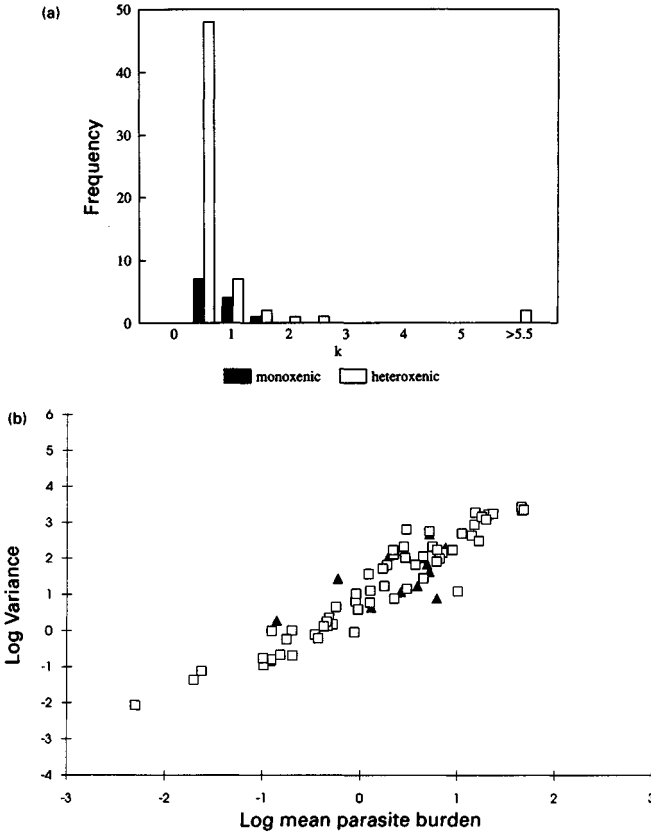 (a)
50
40
30
20
10
0
Frequency
0 1 2 3 4 5 >5.5
k
monoxenic heteroxenic
(b)
6
5
4
3
2
1
0
-1
-2
-3
-4
Log Variance
-3 -2 -1 0 1 2 3
Log mean parasite burden